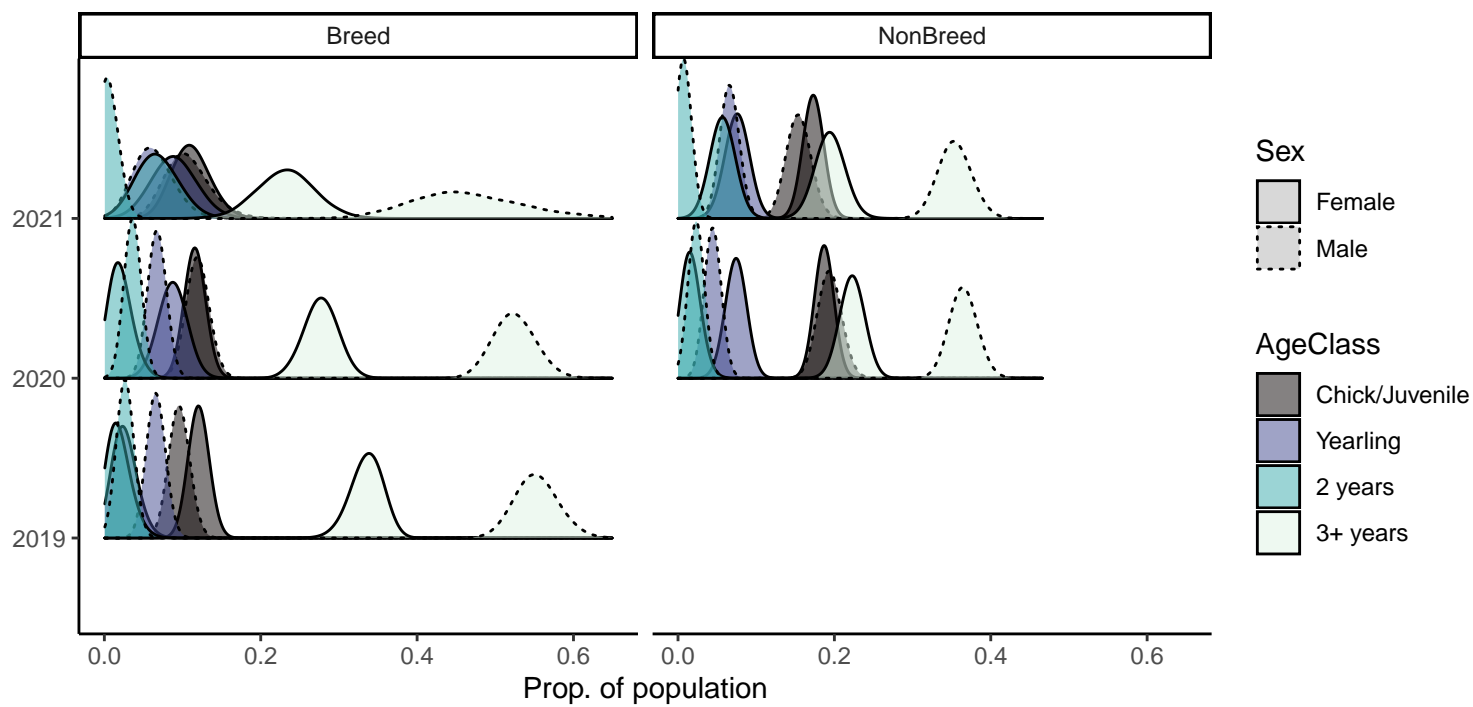 Breed
NonBreed
2021
2020
2019
0.0 0.2 0.4 0.6
0.0 0.2 0.4 0.6
Prop. of population
Sex
Female
Male
AgeClass
Chick/Juvenile
Yearling
2 years
3+ years